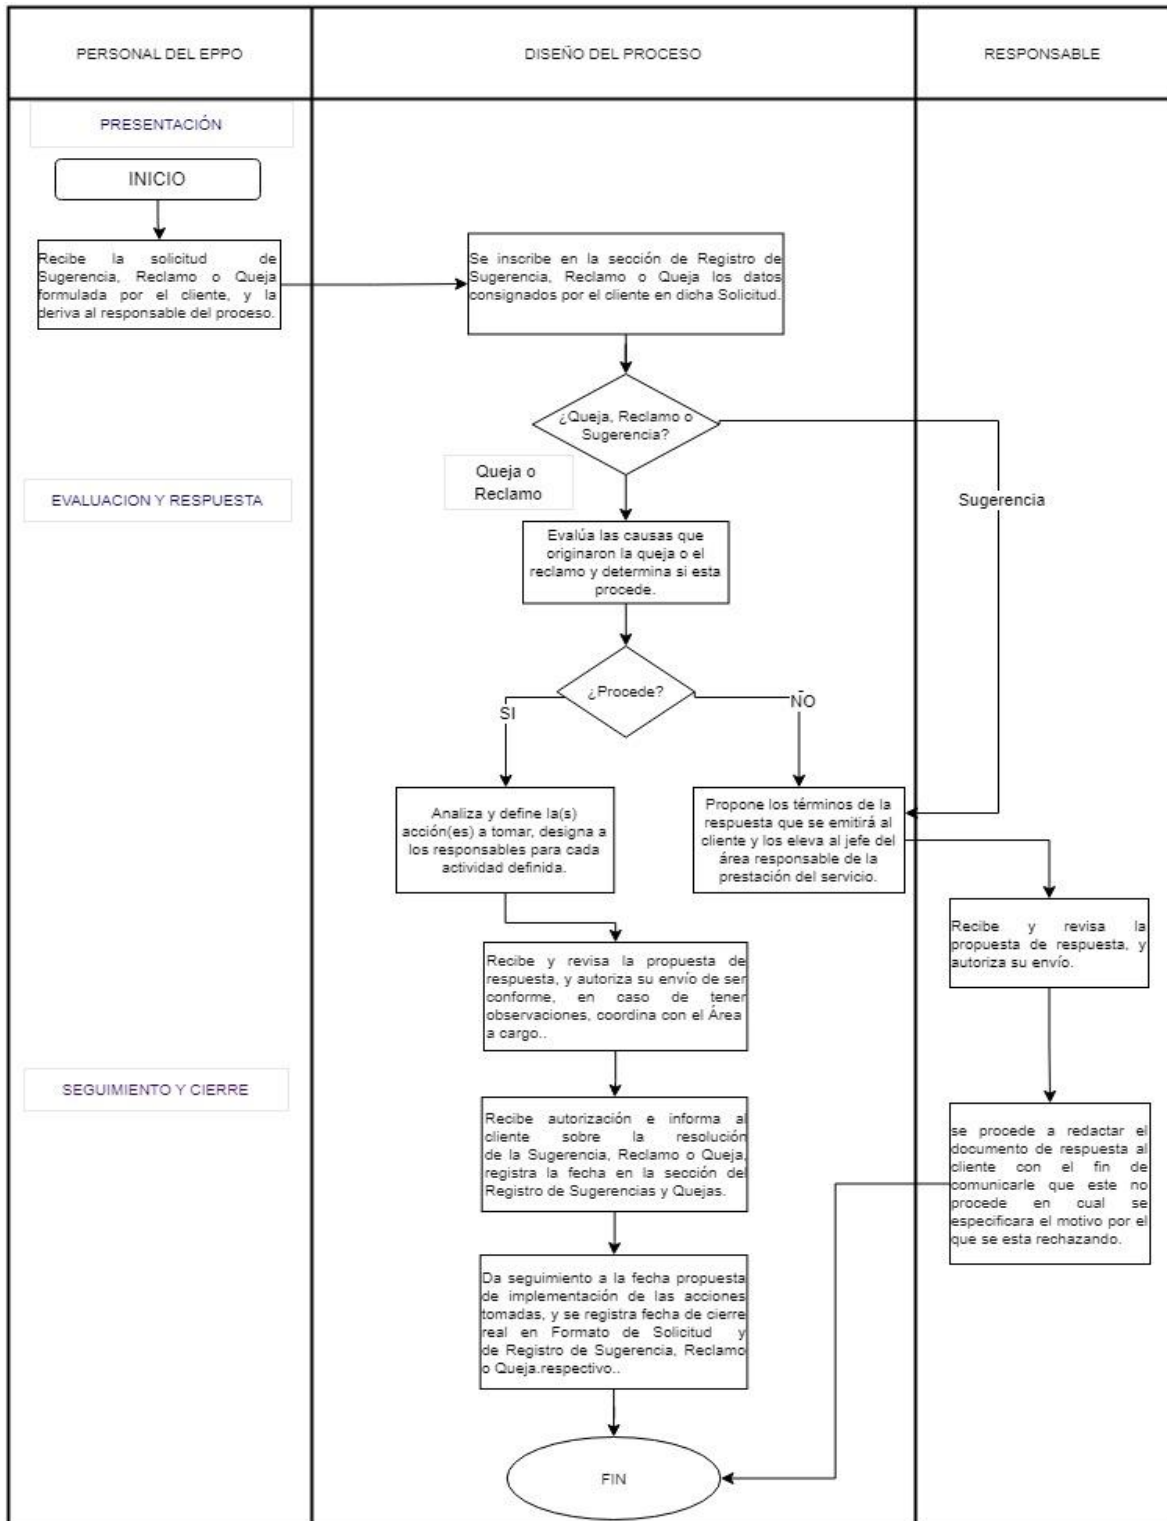 PERSONAL DEL EPPO
DISEÑO DEL PROCESO
RESPONSABLE
PRESENTACIÓN
INICIO
Recibe la solicitud de
Sugerencia, Reclamo o Queja
formulada por el cliente, y la
deriva al responsable del proceso.
Se inscribe en la sección de Registro de
Sugerencia, Reclamo o Queja los datos
consignados por el cliente en dicha Solicitud.
¿Queja, Reclamo o
Sugerencia?
Queja o
Reclamo
EVALUACION Y RESPUESTA
Sugerencia
Evalúa las causas que
originaron la queja o el
reclamo y determina si esta
procede.
¿Procede?
SI
NO
Analiza y define la(s)
acción(es) a tomar, designa a
los responsables para cada
actividad definida.
Propone los términos de la
respuesta que se emitirá al
cliente y los eleva al jefe del
área responsable de la
prestación del servicio.
Recibe y revisa la
propuesta de respuesta, y
autoriza su envío.
Recibe y revisa la propuesta de
respuesta, y autoriza su envío de ser
conforme, en caso de tener
observaciones, coordina con el Área
a cargo..
SEGUIMIENTO Y CIERRE
Recibe autorización e informa al
cliente sobre la resolución
de la Sugerencia, Reclamo o Queja,
registra la fecha en la sección del
Registro de Sugerencias y Quejas.
se procede a redactar el
documento de respuesta al
cliente con el fin de
comunicarle que este no
procede en cual se
especificara el motivo por el
que se esta rechazando.
Da seguimiento a la fecha propuesta
de implementación de las acciones
tomadas, y se registra fecha de cierre
real en Formato de Solicitud y
de Registro de Sugerencia, Reclamo
o Queja.respectivo..
FIN